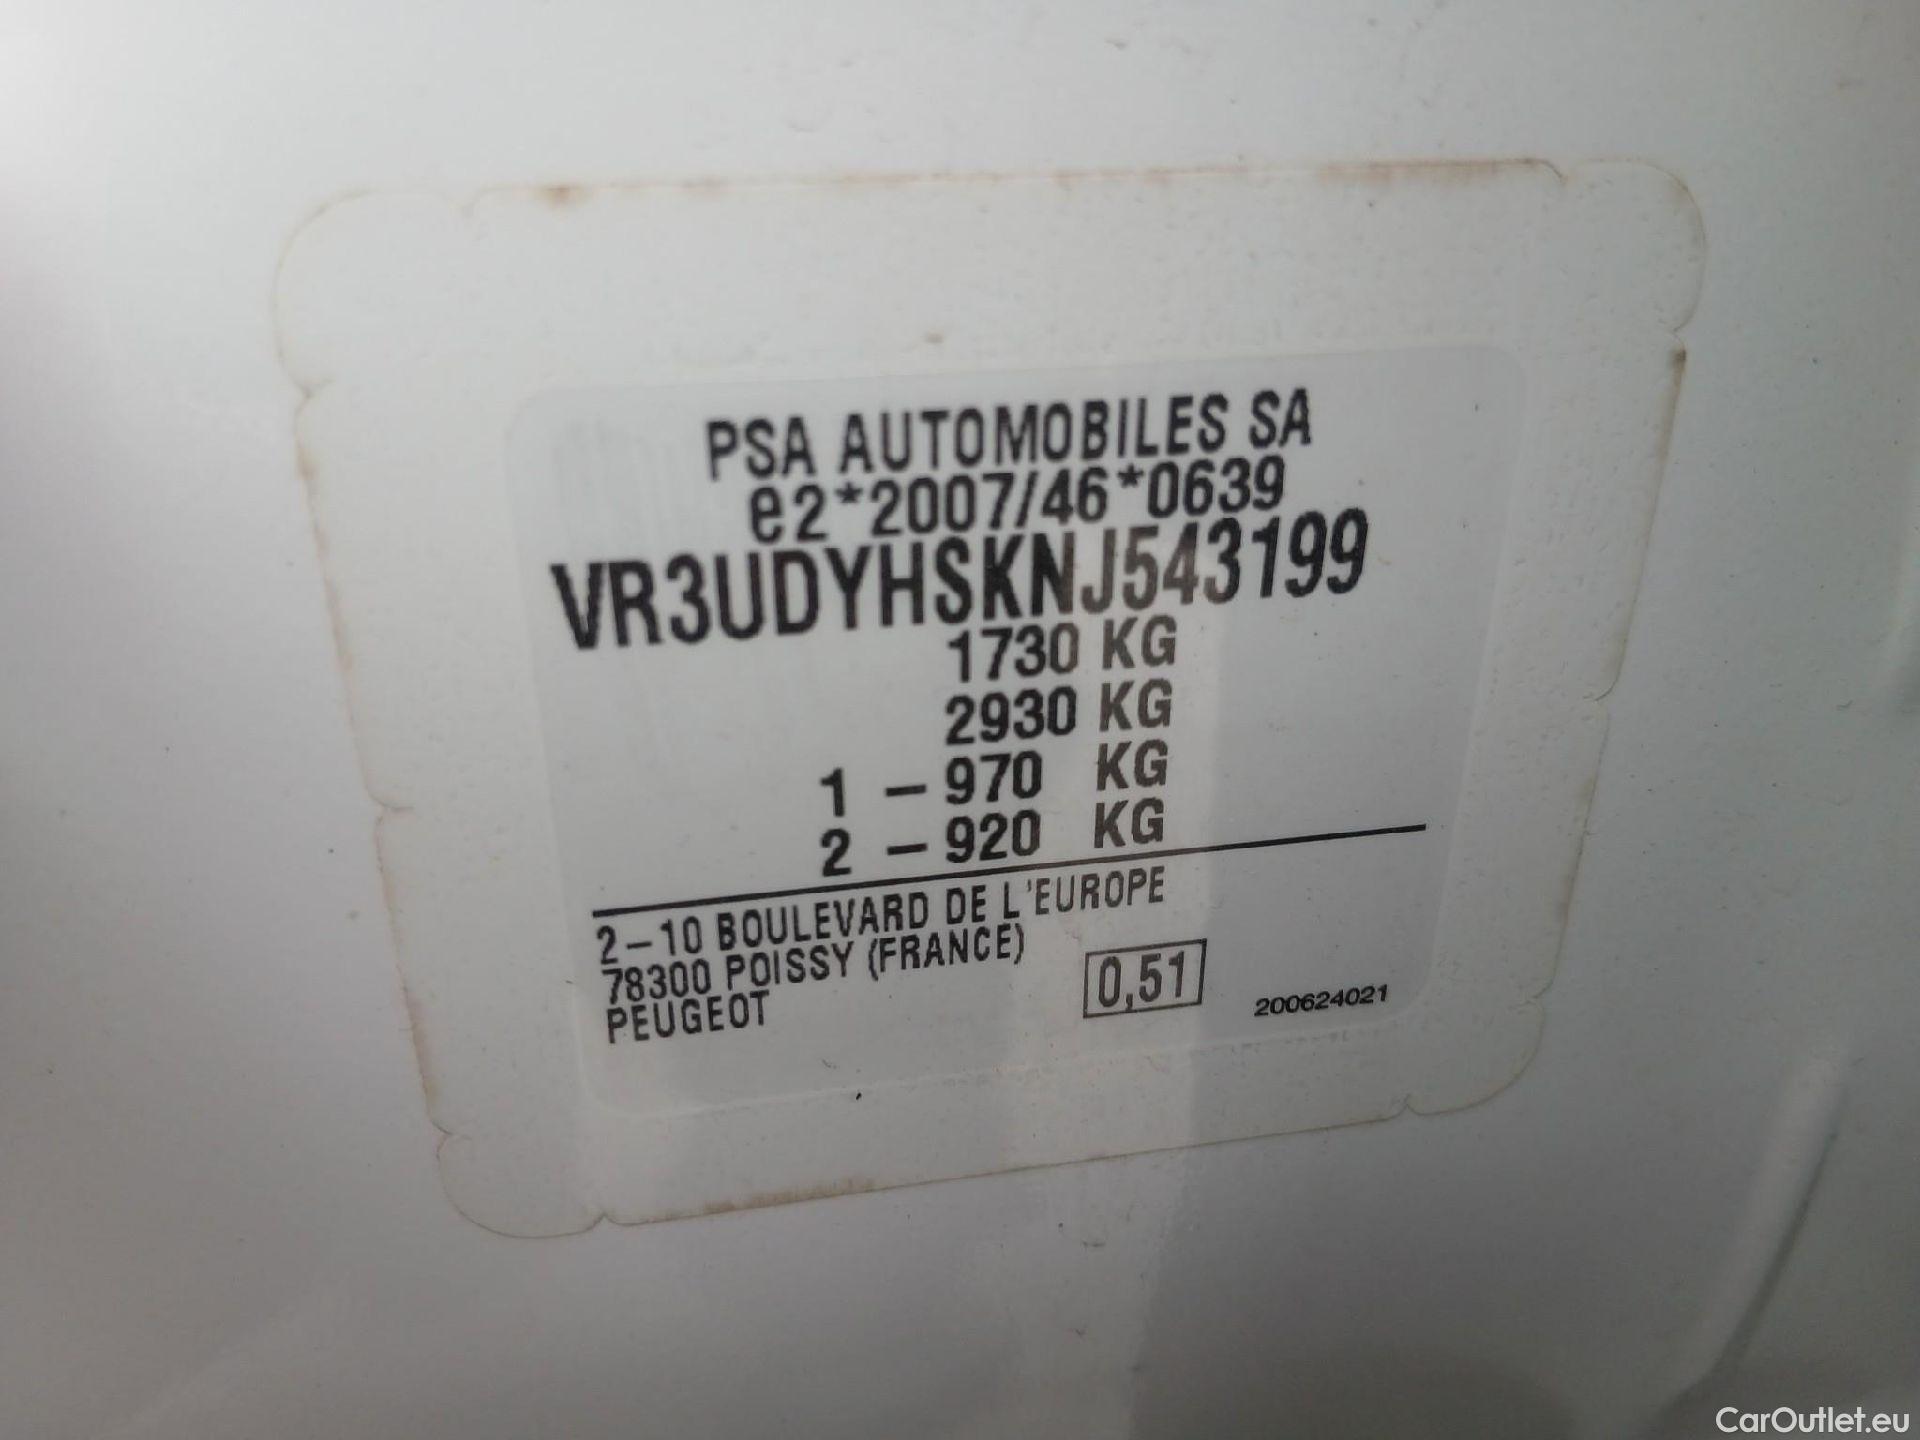 PSA AUTOMOBILES SA
e2*2007/46*0639
VR3UDYHSKNJ543199
1730 KG
2930 KG
1 – 970 KG
2 – 920 KG
2–10 BOULEVARD DE L'EUROPE
78300 POISSY (FRANCE)
PEUGEOT
0,51
200624021
CarOutlet.eu